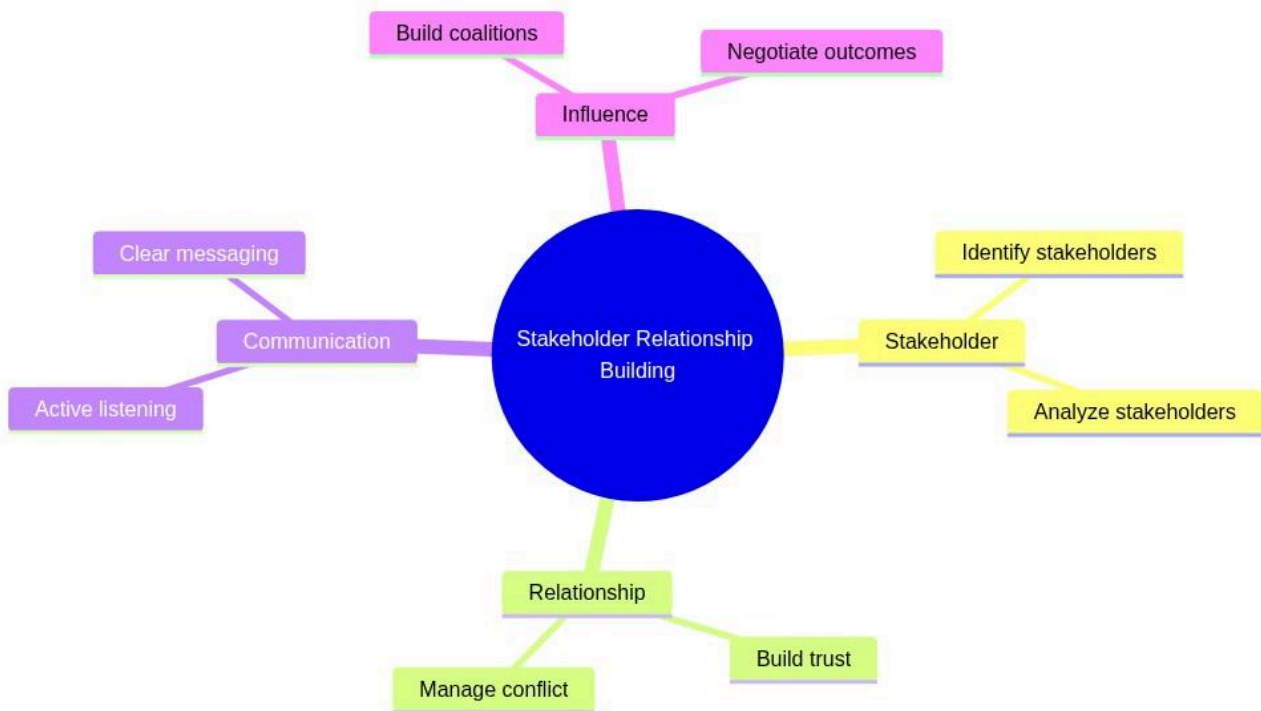 Build coalitions
Negotiate outcomes
Influence
Clear messaging
Identify stakeholders
Communication
Stakeholder Relationship
Building
Stakeholder
Active listening
Analyze stakeholders
Relationship
Build trust
Manage conflict